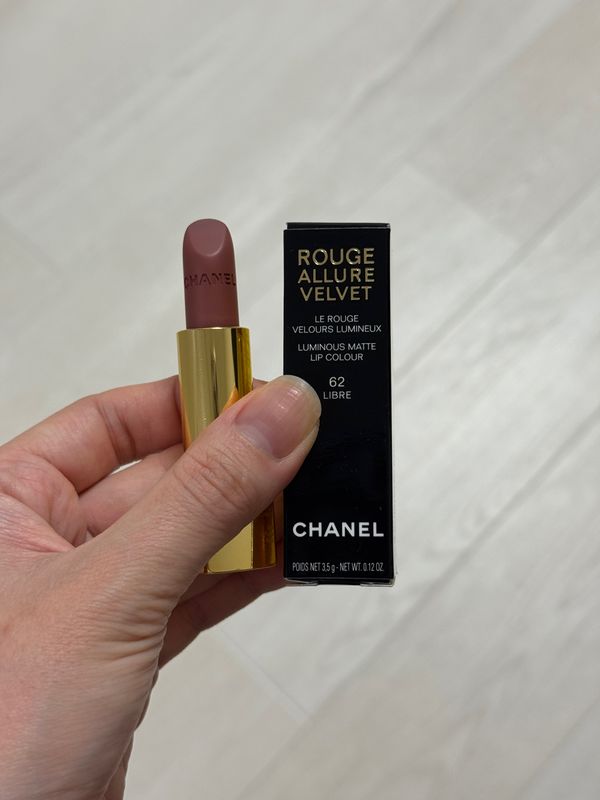 CHANEL
ROUGE
ALLURE
VELVET
LE ROUGE
VELOURS LUMINEUX
LUMINOUS MATTE
LIP COLOUR
62
LIBRE
CHANEL
POIDS NET 3,5 g - NET WT. 0.12 OZ.